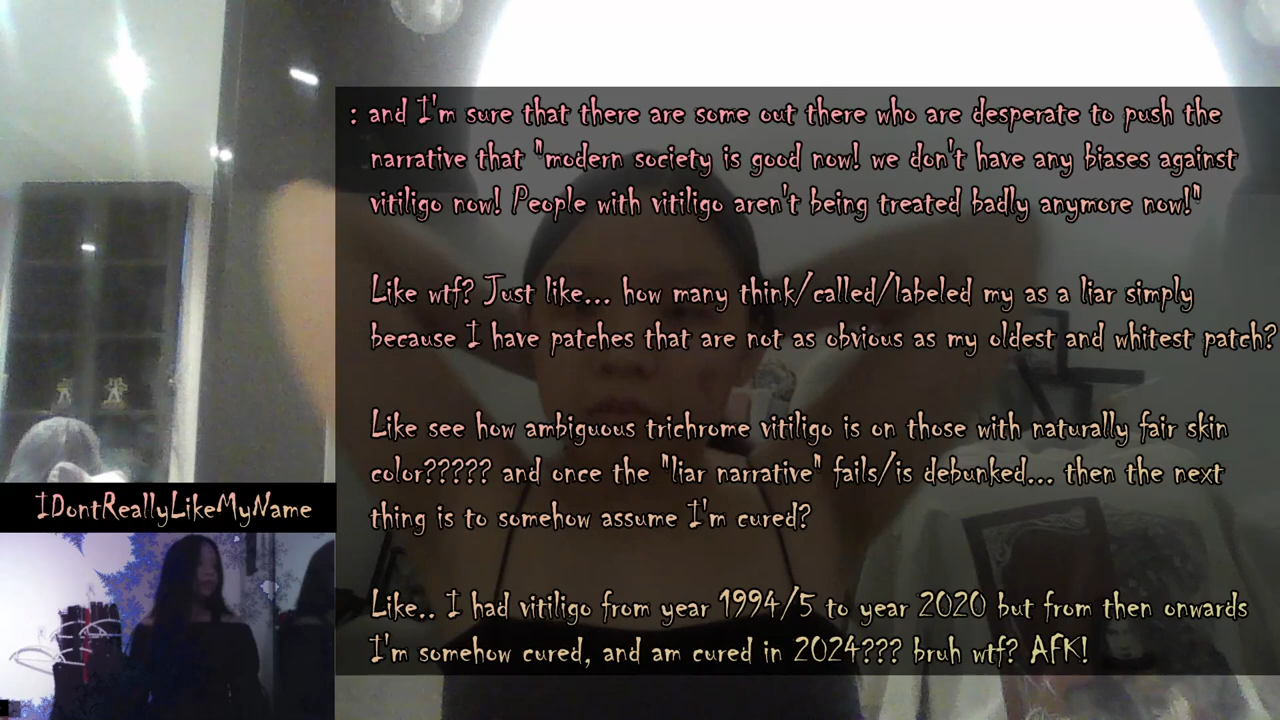 : and I'm sure that there are some out there who are desperate to push the
narrative that "modern society is good now! we don't have any biases against
vitiligo now! People with vitiligo aren't being treated badly anymore now!"
Like wtf? Just like... how many think/called/labeled my as a liar simply
because I have patches that are not as obvious as my oldest and whitest patch?
Like see how ambiguous trichrome vitiligo is on those with naturally fair skin
color????? and once the "liar narrative" fails/is debunked... then the next
thing is to somehow assume I'm cured?
Like.. I had vitiligo from year 1994/5 to year 2020 but from then onwards
I'm somehow cured, and am cured in 2024??? bruh wtf? AFK!
IDontReallyLikeMyName